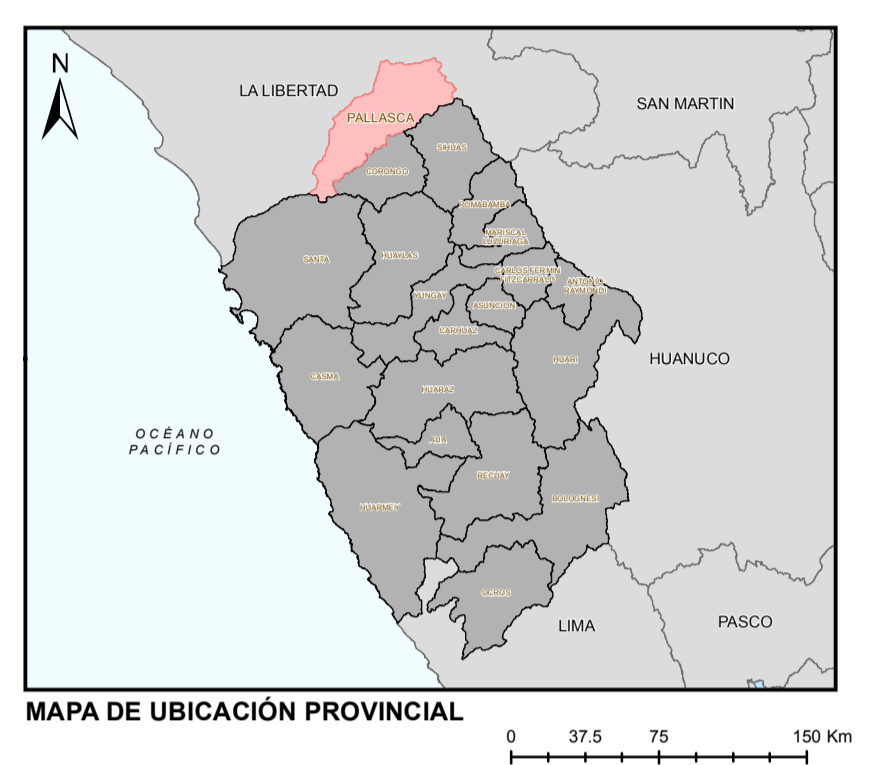 N
LA LIBERTAD
SAN MARTIN
PALLASCA
SIHUAS
CORONGO
POMABAMBA
MARISCAL
LUZURIAGA
SANTA
HUAYLAS
CARLOS FERMIN
FITZCARRALD
ANTONIO
RAYMONDI
YUNGAY
ASUNCION
CARHUAZ
HUARI
HUANUCO
CASMA
HUARAZ
OCÉANO
PACÍFICO
AIJA
RECUAY
BOLOGNESI
HUARMEY
OCROS
LIMA
PASCO
MAPA DE UBICACIÓN PROVINCIAL
0 37.5 75 150 Km